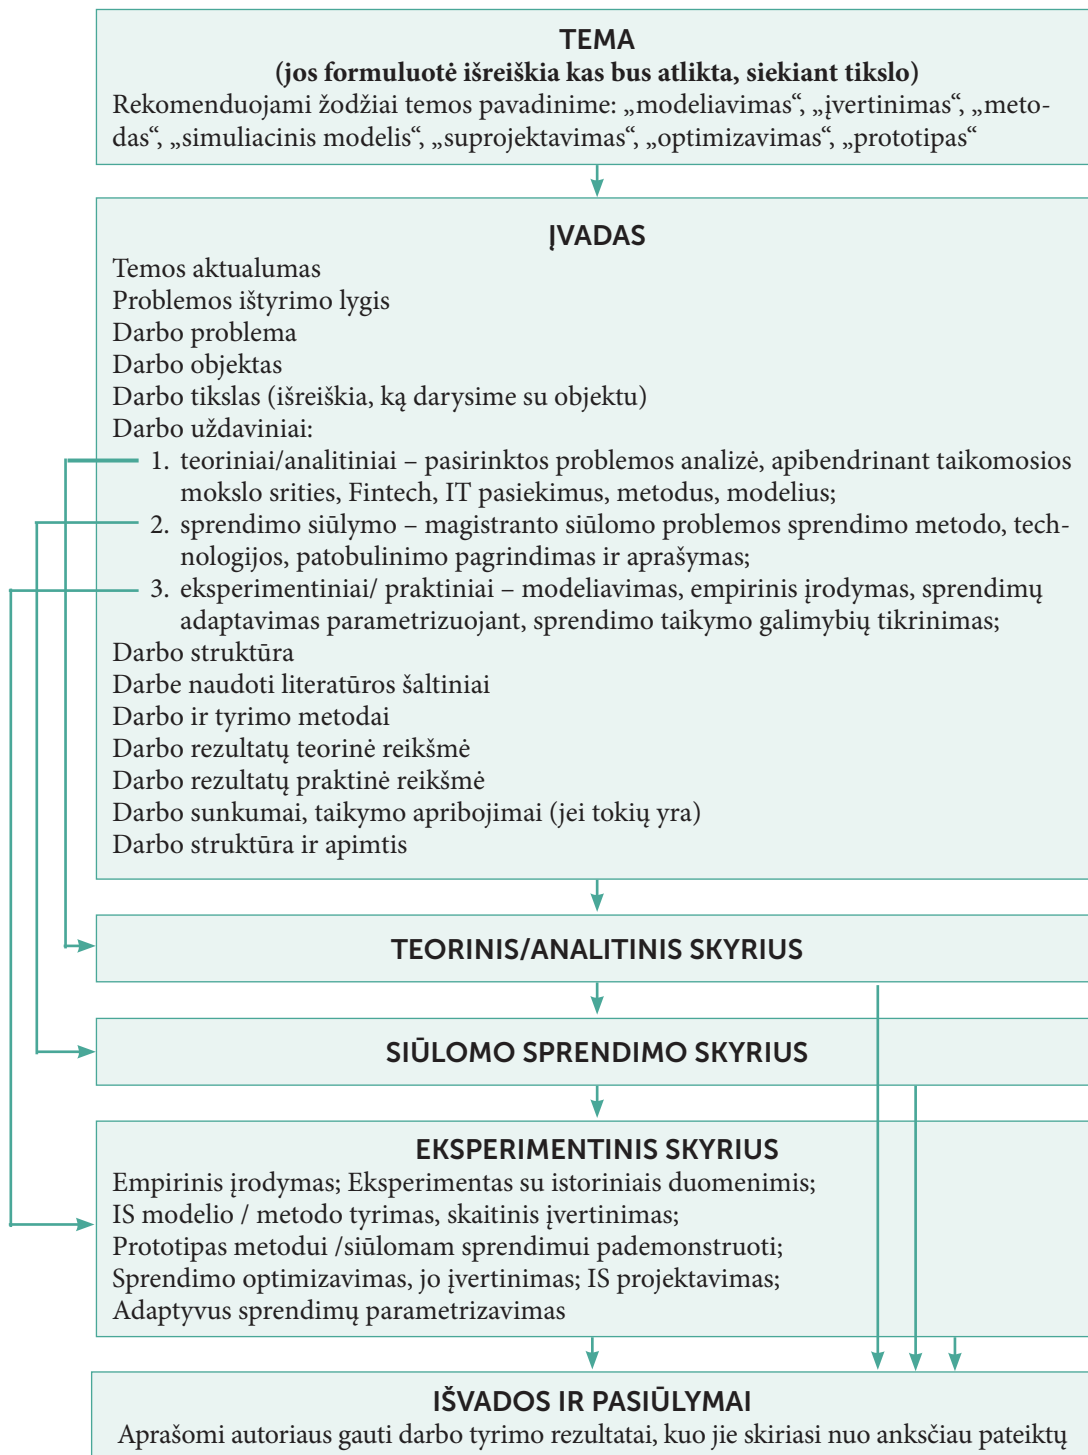 TEMA
(jos formuluotė išreiškia kas bus atlikta, siekiant tikslo)
Rekomenduojami žodžiai temos pavadinime: „modeliavimas“, „įvertinimas“, „meto-
das“, „simuliacinis modelis“, „suprojektavimas“, „optimizavimas“, „prototipas“
ĮVADAS
Temos aktualumas
Problemos ištyrimo lygis
Darbo problema
Darbo objektas
Darbo tikslas (išreiškia, ką darysime su objektu)
Darbo uždaviniai:
1. teoriniai/analitiniai – pasirinktos problemos analizė, apibendrinant taikomosios
mokslo srities, Fintech, IT pasiekimus, metodus, modelius;
2. sprendimo siūlymo – magistranto siūlomo problemos sprendimo metodo, tech-
nologijos, patobulinimo pagrindimas ir aprašymas;
3. eksperimentiniai/ praktiniai – modeliavimas, empirinis įrodymas, sprendimų
adaptavimas parametrizuojant, sprendimo taikymo galimybių tikrinimas;
Darbo struktūra
Darbe naudoti literatūros šaltiniai
Darbo ir tyrimo metodai
Darbo rezultatų teorinė reikšmė
Darbo rezultatų praktinė reikšmė
Darbo sunkumai, taikymo apribojimai (jei tokių yra)
Darbo struktūra ir apimtis
TEORINIS/ANALITINIS SKYRIUS
SIŪLOMO SPRENDIMO SKYRIUS
EKSPERIMENTINIS SKYRIUS
Empirinis įrodymas; Eksperimentas su istoriniais duomenimis;
IS modelio / metodo tyrimas, skaitinis įvertinimas;
Prototipas metodui /siūlomam sprendimui pademonstruoti;
Sprendimo optimizavimas, jo įvertinimas; IS projektavimas;
Adaptyvus sprendimų parametrizavimas
IŠVADOS IR PASIŪLYMAI
Aprašomi autoriaus gauti darbo tyrimo rezultatai, kuo jie skiriasi nuo anksčiau pateiktų